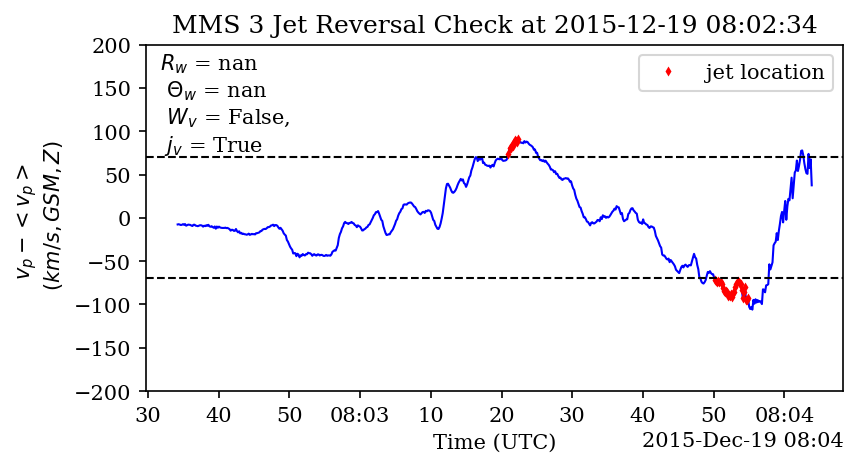 MMS 3 Jet Reversal Check at 2015-12-19 08:02:34
R_w = nan
Θ_w = nan
W_v = False,
j_v = True
jet location
v_p − < v_p >
(km/s, GSM, Z)
200
150
100
50
0
−50
−100
−150
−200
30 40 50 08:03 10 20 30 40 50 08:04
Time (UTC)
2015-Dec-19 08:04